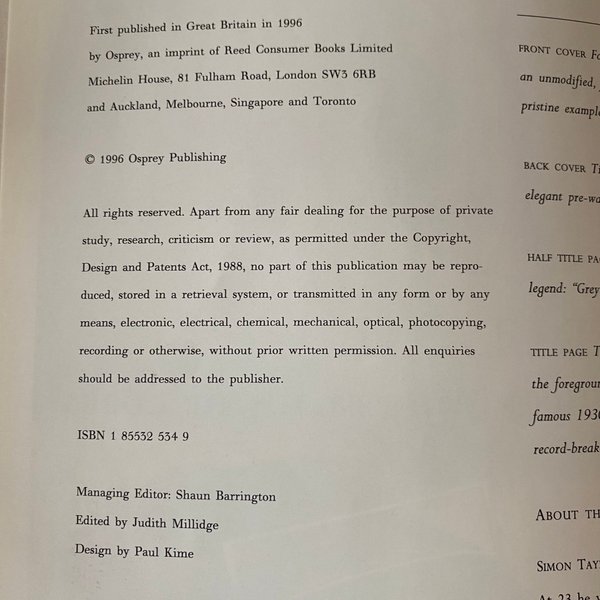 First published in Great Britain in 1996
by Osprey, an imprint of Reed Consumer Books Limited
Michelin House, 81 Fulham Road, London SW3 6RB
and Auckland, Melbourne, Singapore and Toronto
© 1996 Osprey Publishing
All rights reserved. Apart from any fair dealing for the purpose of private
study, research, criticism or review, as permitted under the Copyright,
Design and Patents Act, 1988, no part of this publication may be repro-
duced, stored in a retrieval system, or transmitted in any form or by any
means, electronic, electrical, chemical, mechanical, optical, photocopying,
recording or otherwise, without prior written permission. All enquiries
should be addressed to the publisher.
ISBN 1 85532 534 9
Managing Editor: Shaun Barrington
Edited by Judith Millidge
Design by Paul Kime
FRONT COVER
an unmodified,
pristine
BACK COVER
elegant
HALF TITLE
legend: "Grey
TITLE PAGE
the
famous
ABOUT
SIMON
At 23 he